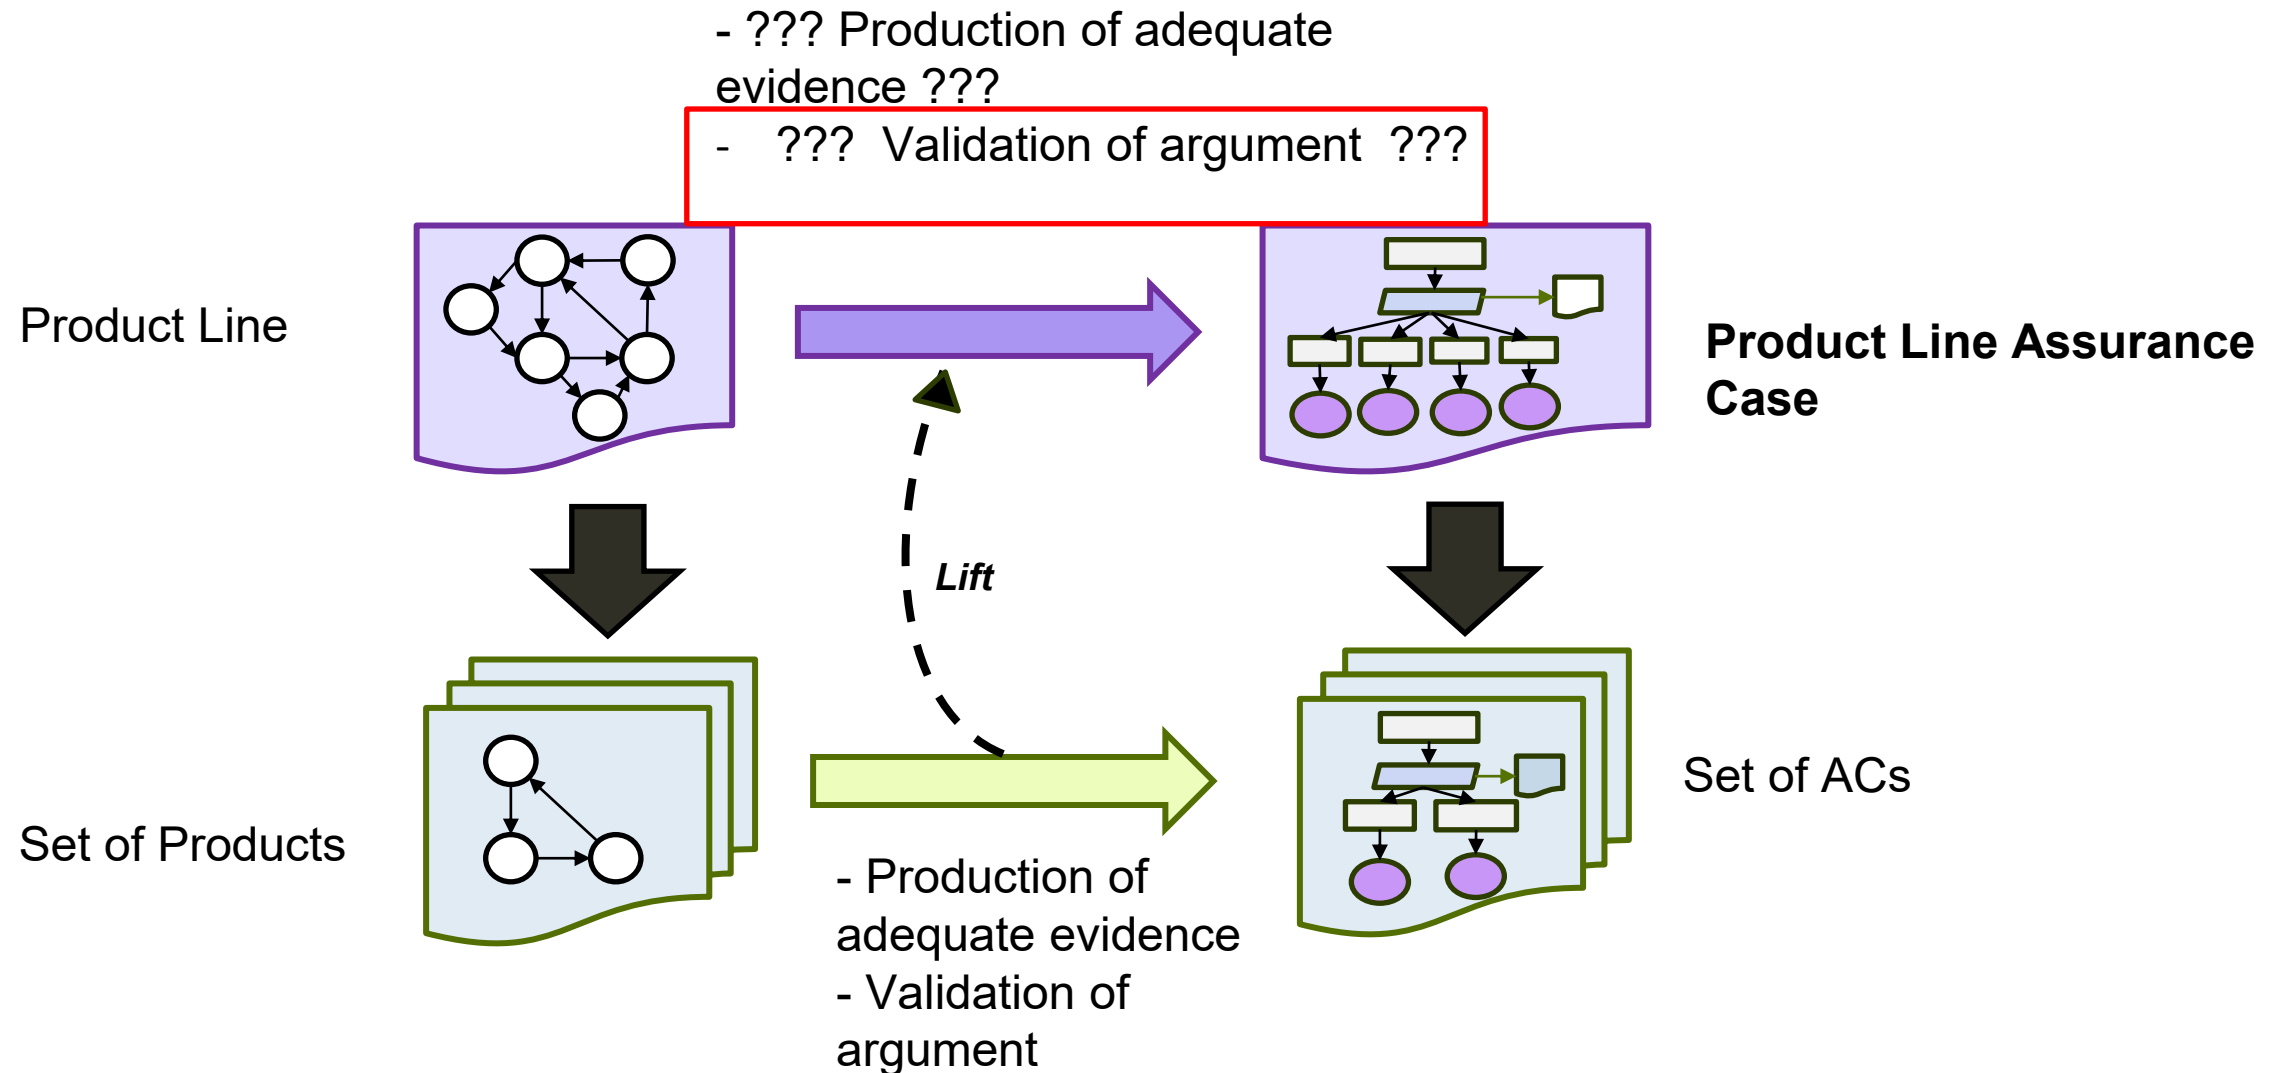 - ??? Production of adequate
evidence ???
- ??? Validation of argument ???
Product Line
Product Line Assurance
Case
Lift
Set of ACs
Set of Products
- Production of
adequate evidence
- Validation of
argument